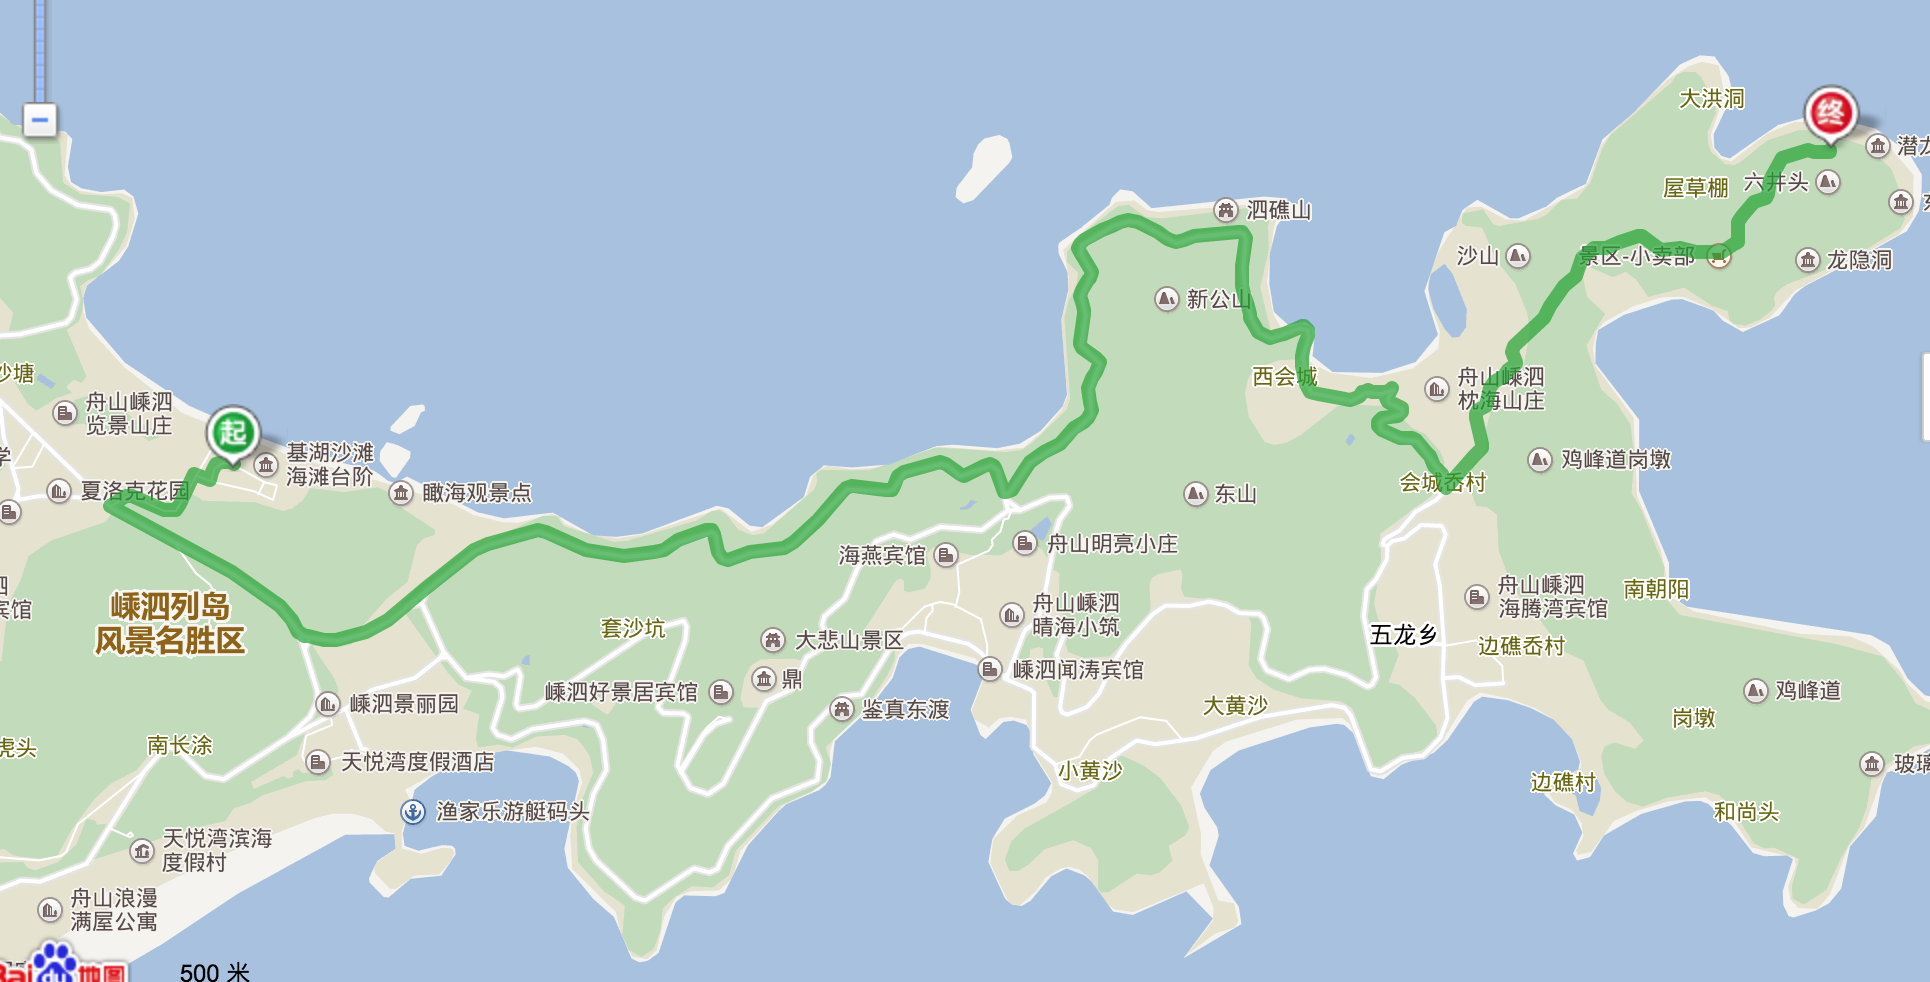 大洪洞
终
潜龙
六井头
屋草棚
泗礁山
沙山
景区-小卖部
龙隐洞
新公山
沙塘
舟山嵊泗
览景山庄
起
基湖沙滩
海滩台阶
西会城
舟山嵊泗
枕海山庄
学
夏洛克花园
瞰海观景点
鸡峰道岗墩
会城岙村
东山
海燕宾馆
舟山明亮小庄
泗
宾馆
嵊泗列岛
风景名胜区
舟山嵊泗
海腾湾宾馆
南朝阳
舟山嵊泗
晴海小筑
套沙坑
大悲山景区
五龙乡
边礁岙村
嵊泗闻涛宾馆
鼎
嵊泗好景居宾馆
鸡峰道
嵊泗景丽园
鉴真东渡
大黄沙
岗墩
虎头
南长涂
天悦湾度假酒店
小黄沙
玻璃
边礁村
渔家乐游艇码头
和尚头
天悦湾滨海
度假村
舟山浪漫
满屋公寓
Bai du 地图
500 米